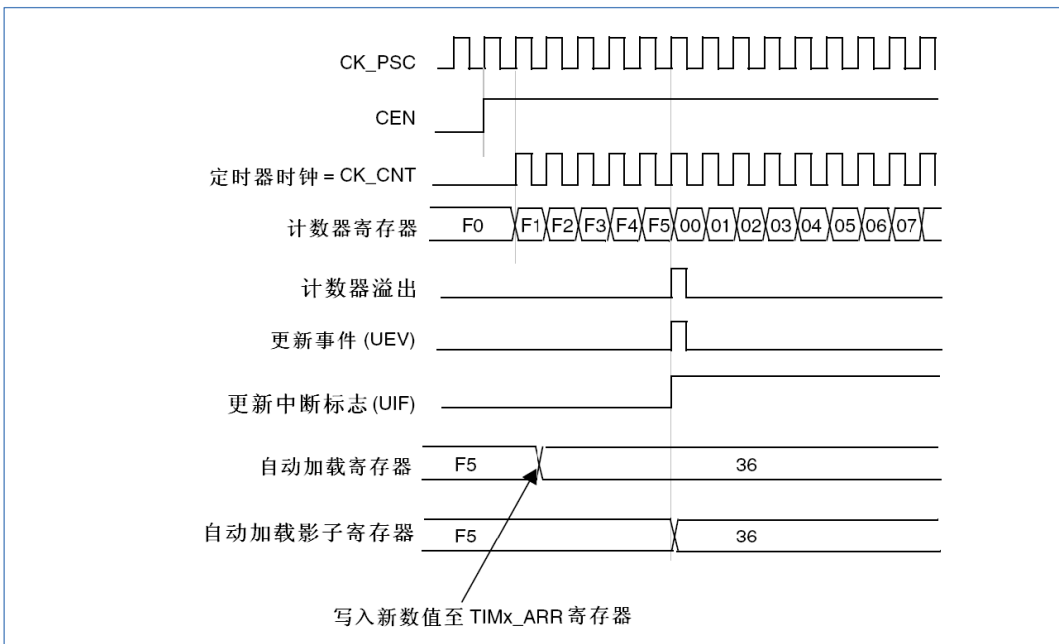 CK_PSC
CEN
定时器时钟 = CK_CNT
计数器寄存器 F0 F1 F2 F3 F4 F5 00 01 02 03 04 05 06 07
计数器溢出
更新事件 (UEV)
更新中断标志 (UIF)
自动加载寄存器 F5 36
自动加载影子寄存器 F5 36
写入新数值至 TIMx_ARR 寄存器